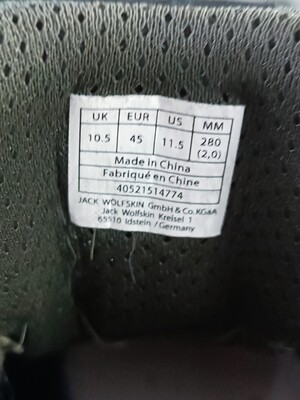 UK EUR US MM
10.5 45 11.5 280
(2,0)
Made in China
Fabriqué en Chine
40521514774
JACK WOLFSKIN GmbH & Co. KGaA
Jack Wolfskin Kreisel 1
65510 Idstein / Germany